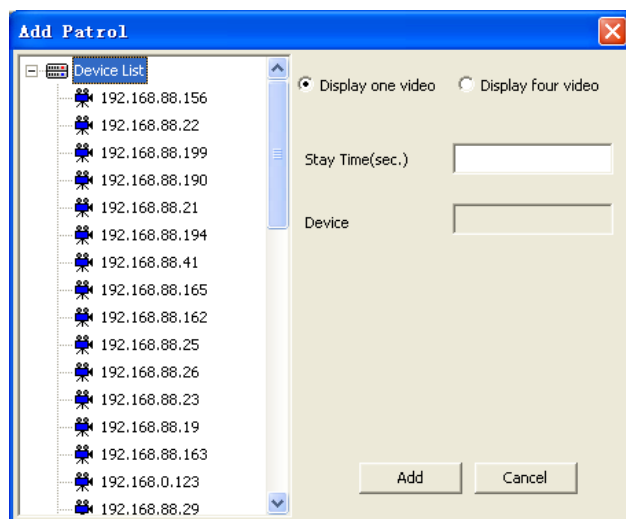 Add Patrol
Device List
192.168.88.156
192.168.88.22
192.168.88.199
192.168.88.190
192.168.88.21
192.168.88.194
192.168.88.41
192.168.88.165
192.168.88.162
192.168.88.25
192.168.88.26
192.168.88.23
192.168.88.19
192.168.88.163
192.168.0.123
192.168.88.29
Display one video
Display four video
Stay Time(sec.)
Device
Add
Cancel